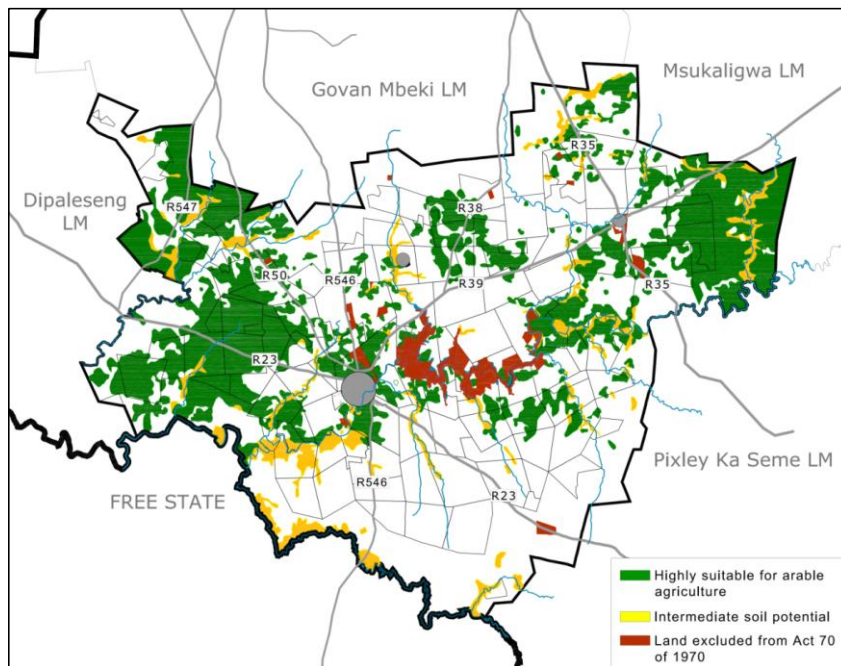 Govan Mbeki LM
Msukaligwa LM
R35
Dipaleseng
LM
R547
R38
R50
R546
R39
R35
R23
Pixley Ka Seme LM
FREE STATE
R546
R23
Highly suitable for arable
agriculture
Intermediate soil potential
Land excluded from Act 70
of 1970